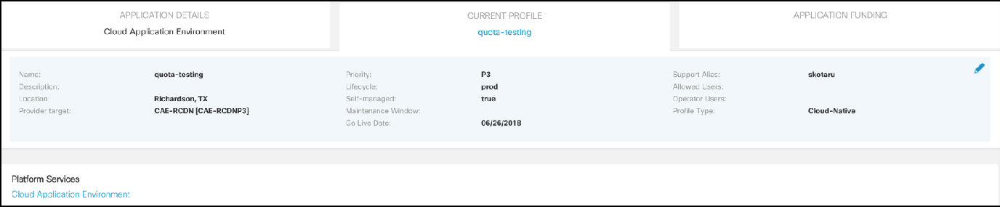 APPLICATION DETAILS
Cloud Application Environment
CURRENT PROFILE
quota-testing
APPLICATION FUNDING
Name: quota-testing
Description:
Location: Richardson, TX
Provider target: CAE-RCDN [CAE-RCDNP3]
Priority: P3
Lifecycle: prod
Self-managed: true
Maintenance Window:
Go Live Date: 06/26/2018
Support Alias: skotaru
Allowed Users:
Operator Users:
Profile Type: Cloud-Native
Platform Services
Cloud Application Environment